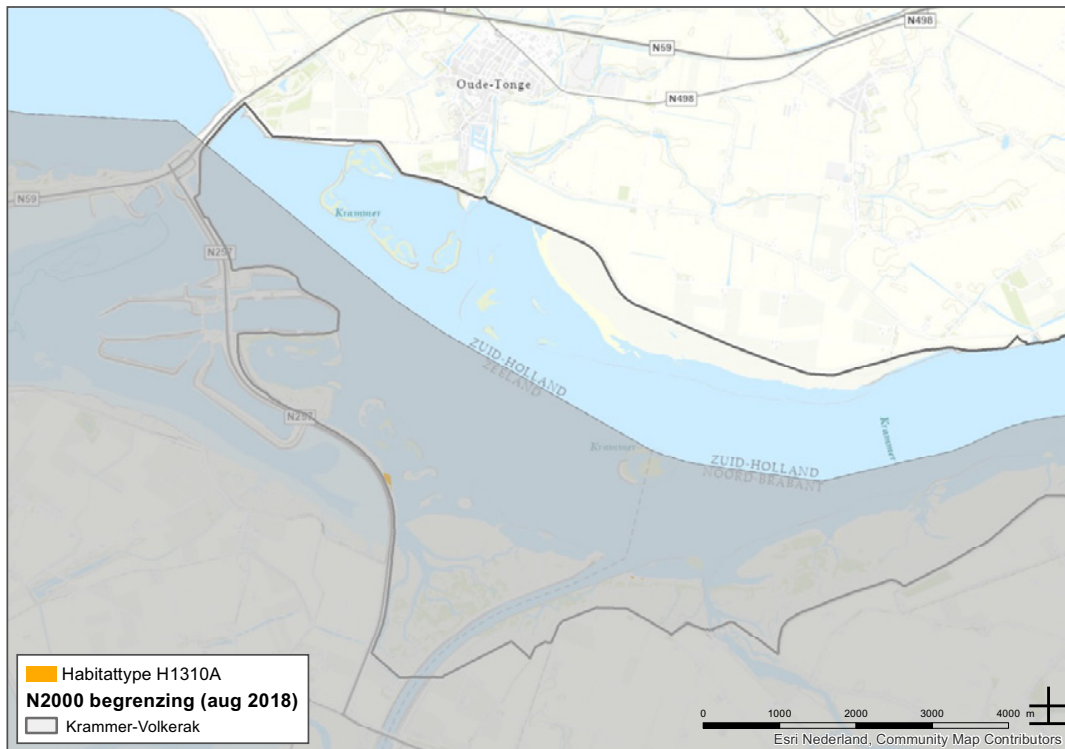 N498
N59
Oude-Tonge
N498
Krammer
N59
N257
ZUID-HOLLAND
ZEELAND
N257
Krammer
Krammer
ZUID-HOLLAND
NOORD-BRABANT
Habitattype H1310A
N2000 begrenzing (aug 2018)
Krammer-Volkerak
0 1000 2000 3000 4000 m
Esri Nederland, Community Map Contributors